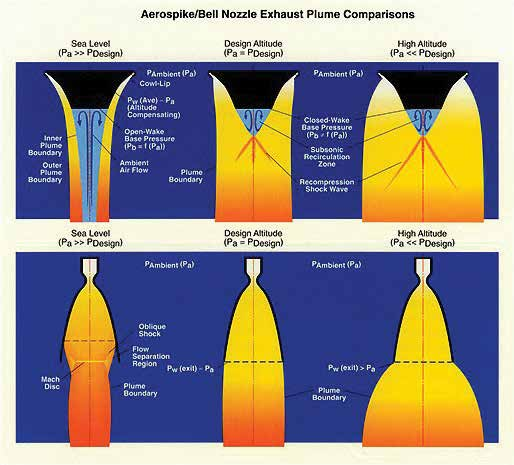 Aerospike/Bell Nozzle Exhaust Plume Comparisons
Sea Level
(Pa >> PDesign)
Design Altitude
(Pa = PDesign)
High Altitude
(Pa << PDesign)
PAmbient (Pa)
Cowl-Lip
PW (Ave) ~ Pa
(Altitude
Compensating)
Open-Wake
Base Pressure
(Pb = f (Pa))
Ambient
Air Flow
Inner
Plume
Boundary
Outer
Plume
Boundary
PAmbient (Pa)
Plume
Boundary
PAmbient (Pa)
Closed-Wake
Base Pressure
(Pb ≠ f (Pa))
Subsonic
Recirculation
Zone
Recompression
Shock Wave
Sea Level
(Pa >> PDesign)
Design Altitude
(Pa = PDesign)
High Altitude
(Pa << PDesign)
PAmbient (Pa)
PAmbient (Pa)
Oblique
Shock
Flow
Separation
Region
Mach
Disc
Plume
Boundary
PW (exit) ~ Pa
PW (exit) > Pa
Plume
Boundary